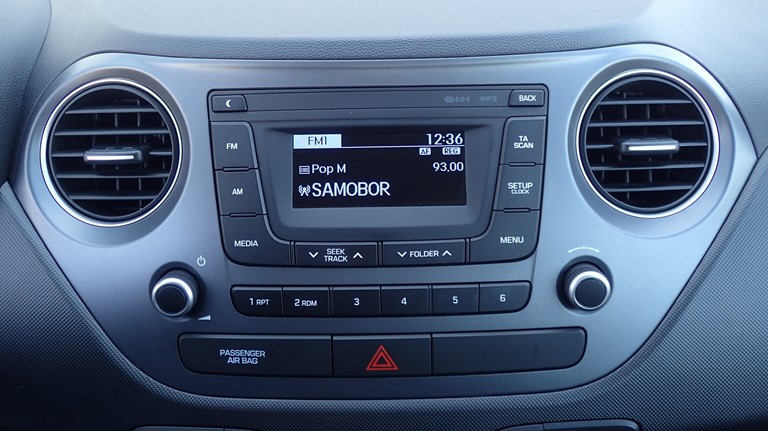 RDS MP3
BACK
FM
FM1 12:36
AF REG
TA
SCAN
Pop M 93,00
AM
SAMOBOR
SETUP
CLOCK
MEDIA
SEEK
TRACK
FOLDER
MENU
1 RPT 2 RDM 3 4 5 6
PASSENGER
AIR BAG